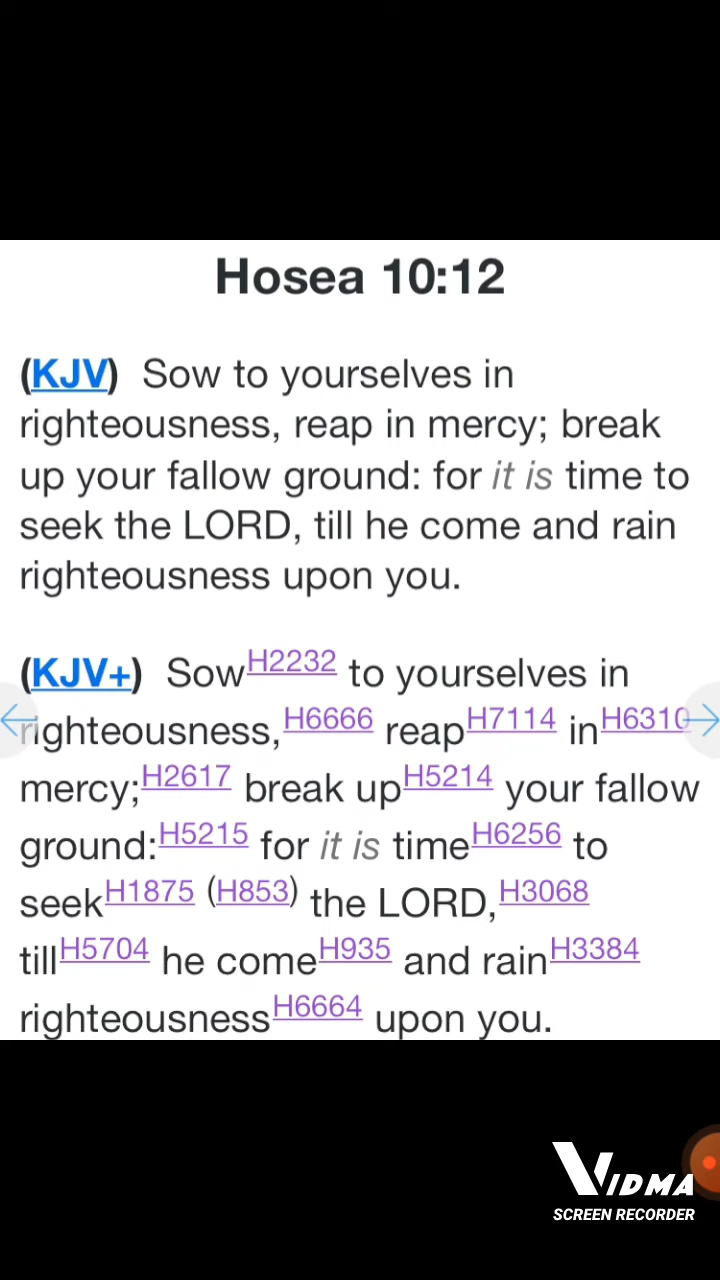 Hosea 10:12
(KJV) Sow to yourselves in
righteousness, reap in mercy; break
up your fallow ground: for it is time to
seek the LORD, till he come and rain
righteousness upon you.
(KJV+) SowH2232 to yourselves in
righteousness,H6666 reapH7114 inH6310
mercy;H2617 break upH5214 your fallow
ground:H5215 for it is timeH6256 to
seekH1875 (H853) the LORD,H3068
tillH5704 he comeH935 and rainH3384
righteousnessH6664 upon you.
VIDMA
SCREEN RECORDER